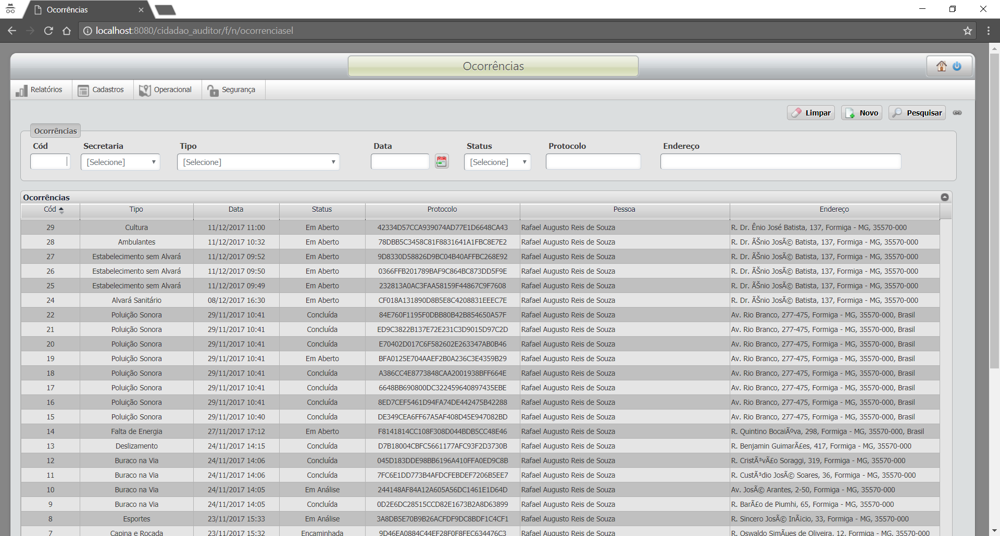 Ocorrências
localhost:8080/cidadao_auditor/f/n/ocorrenciasel
Ocorrências
Relatórios Cadastros Operacional Segurança
Limpar Novo Pesquisar
Ocorrências
Cód Secretaria Tipo Data Status Protocolo Endereço
[Selecione] [Selecione] [Selecione]
Ocorrências
Cód Tipo Data Status Protocolo Pessoa Endereço
29 Cultura 11/12/2017 11:00 Em Aberto 42334D57CCA939074AD77E1D6648CA43 Rafael Augusto Reis de Souza R. Dr. Ênio José Batista, 137, Formiga - MG, 35570-000
28 Ambulantes 11/12/2017 10:32 Em Aberto 78DBB5C3458C81F8831641A1FBC8E7E2 Rafael Augusto Reis de Souza R. Dr. ÃŠnio JosÃ© Batista, 137, Formiga - MG, 35570-000
27 Estabelecimento sem Alvará 11/12/2017 09:52 Em Aberto 9D8330D58826D9BC04B40AFFBC268E92 Rafael Augusto Reis de Souza R. Dr. ÃŠnio JosÃ© Batista, 137, Formiga - MG, 35570-000
26 Estabelecimento sem Alvará 11/12/2017 09:50 Em Aberto 0366FFB201789BAF9C864BC873DD5F9E Rafael Augusto Reis de Souza R. Dr. ÃŠnio JosÃ© Batista, 137, Formiga - MG, 35570-000
25 Estabelecimento sem Alvará 11/12/2017 09:49 Em Aberto 232813A0AC3FAA58159F44867C9F7608 Rafael Augusto Reis de Souza R. Dr. ÃŠnio JosÃ© Batista, 137, Formiga - MG, 35570-000
24 Alvará Sanitário 08/12/2017 16:30 Em Aberto CF018A131890D8B5E8C4208831EEEC7E Rafael Augusto Reis de Souza R. Dr. ÃŠnio JosÃ© Batista, 137, Formiga - MG, 35570-000
22 Poluição Sonora 29/11/2017 10:41 Concluída 84E760F1195F0DBB80B42B854650A57F Rafael Augusto Reis de Souza Av. Rio Branco, 277-475, Formiga - MG, 35570-000, Brasil
21 Poluição Sonora 29/11/2017 10:41 Concluída ED9C3822B137E72E231C3D9015D97C2D Rafael Augusto Reis de Souza Av. Rio Branco, 277-475, Formiga - MG, 35570-000, Brasil
20 Poluição Sonora 29/11/2017 10:41 Concluída E70402D017C6F582602E263347AB0B46 Rafael Augusto Reis de Souza Av. Rio Branco, 277-475, Formiga - MG, 35570-000, Brasil
19 Poluição Sonora 29/11/2017 10:41 Em Aberto BFA0125E704AAEF2B0A236C3E4359B29 Rafael Augusto Reis de Souza Av. Rio Branco, 277-475, Formiga - MG, 35570-000, Brasil
18 Poluição Sonora 29/11/2017 10:41 Concluída A386CC4E8773848CAA2001938BFF664E Rafael Augusto Reis de Souza Av. Rio Branco, 277-475, Formiga - MG, 35570-000, Brasil
17 Poluição Sonora 29/11/2017 10:41 Concluída 6648BB690800DC322459640897435EBE Rafael Augusto Reis de Souza Av. Rio Branco, 277-475, Formiga - MG, 35570-000, Brasil
16 Poluição Sonora 29/11/2017 10:41 Concluída 8ED7CEF5461D94FA74DE442475B42288 Rafael Augusto Reis de Souza Av. Rio Branco, 277-475, Formiga - MG, 35570-000, Brasil
15 Poluição Sonora 29/11/2017 10:40 Concluída DE349CEA6FF67A5AF408D45E947082BD Rafael Augusto Reis de Souza Av. Rio Branco, 277-475, Formiga - MG, 35570-000, Brasil
14 Falta de Energia 27/11/2017 17:12 Em Aberto F8141814CC108F308D044BDB5CC48E46 Rafael Augusto Reis de Souza R. Quintino BocaiÃºva, 298, Formiga - MG, 35570-000, Brasil
13 Deslizamento 24/11/2017 14:15 Concluída D7B18004CBFC5661177AFC93F2D3730B Rafael Augusto Reis de Souza R. Benjamin GuimarÃ£es, 417, Formiga - MG, 35570-000
12 Buraco na Via 24/11/2017 14:06 Concluída 045D183DDE98BB6196A410FFA0ED9C8B Rafael Augusto Reis de Souza R. CristÃ³vÃ£o Soraggi, 319, Formiga - MG, 35570-000
11 Buraco na Via 24/11/2017 14:06 Concluída 7FC6E1DD773B4AFDCFEBDEF7206B5EE7 Rafael Augusto Reis de Souza R. CustÃ³dio JosÃ© Soares, 36, Formiga - MG, 35570-000
10 Buraco na Via 24/11/2017 14:05 Em Análise 244148AF84A12A605A56DC1461E1D64D Rafael Augusto Reis de Souza Av. JosÃ© Arantes, 2-50, Formiga - MG, 35570-000
9 Buraco na Via 24/11/2017 14:05 Concluída 0D2E6DC28515CCD82E1673B2A8D63899 Rafael Augusto Reis de Souza R. BarÃ£o de Piumhi, 65, Formiga - MG, 35570-000
8 Esportes 23/11/2017 15:33 Em Análise 3A8DB5E70B9B26ACFDF9DC8BDF1C4CF1 Rafael Augusto Reis de Souza R. Sincero JosÃ© InÃ¡cio, 33, Formiga - MG, 35570-000
7 Capina e Roçada 23/11/2017 15:32 Encaminhada 9D46EA0884C44EF28F0F8FEC634476C3 Rafael Augusto Reis de Souza R. Oswaldo SimÃµes de Oliveira, 12, Formiga - MG, 35570-000